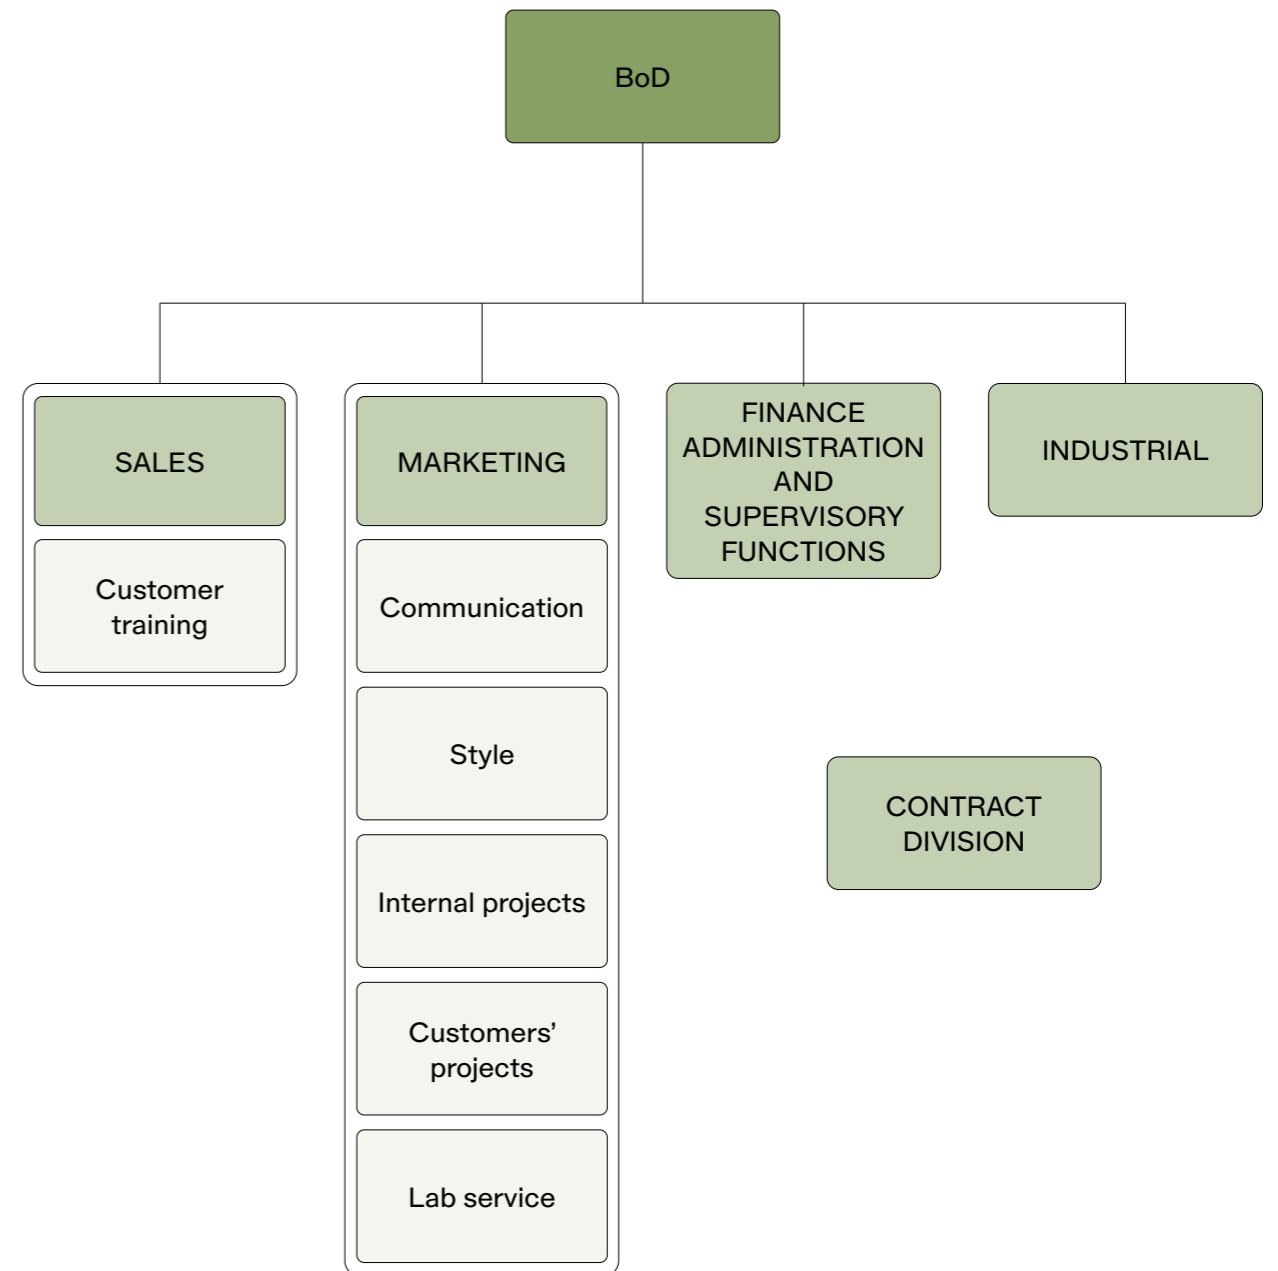 BoD
SALES
Customer
training
MARKETING
Communication
Style
Internal projects
Customers’
projects
Lab service
FINANCE
ADMINISTRATION
AND
SUPERVISORY
FUNCTIONS
INDUSTRIAL
CONTRACT
DIVISION